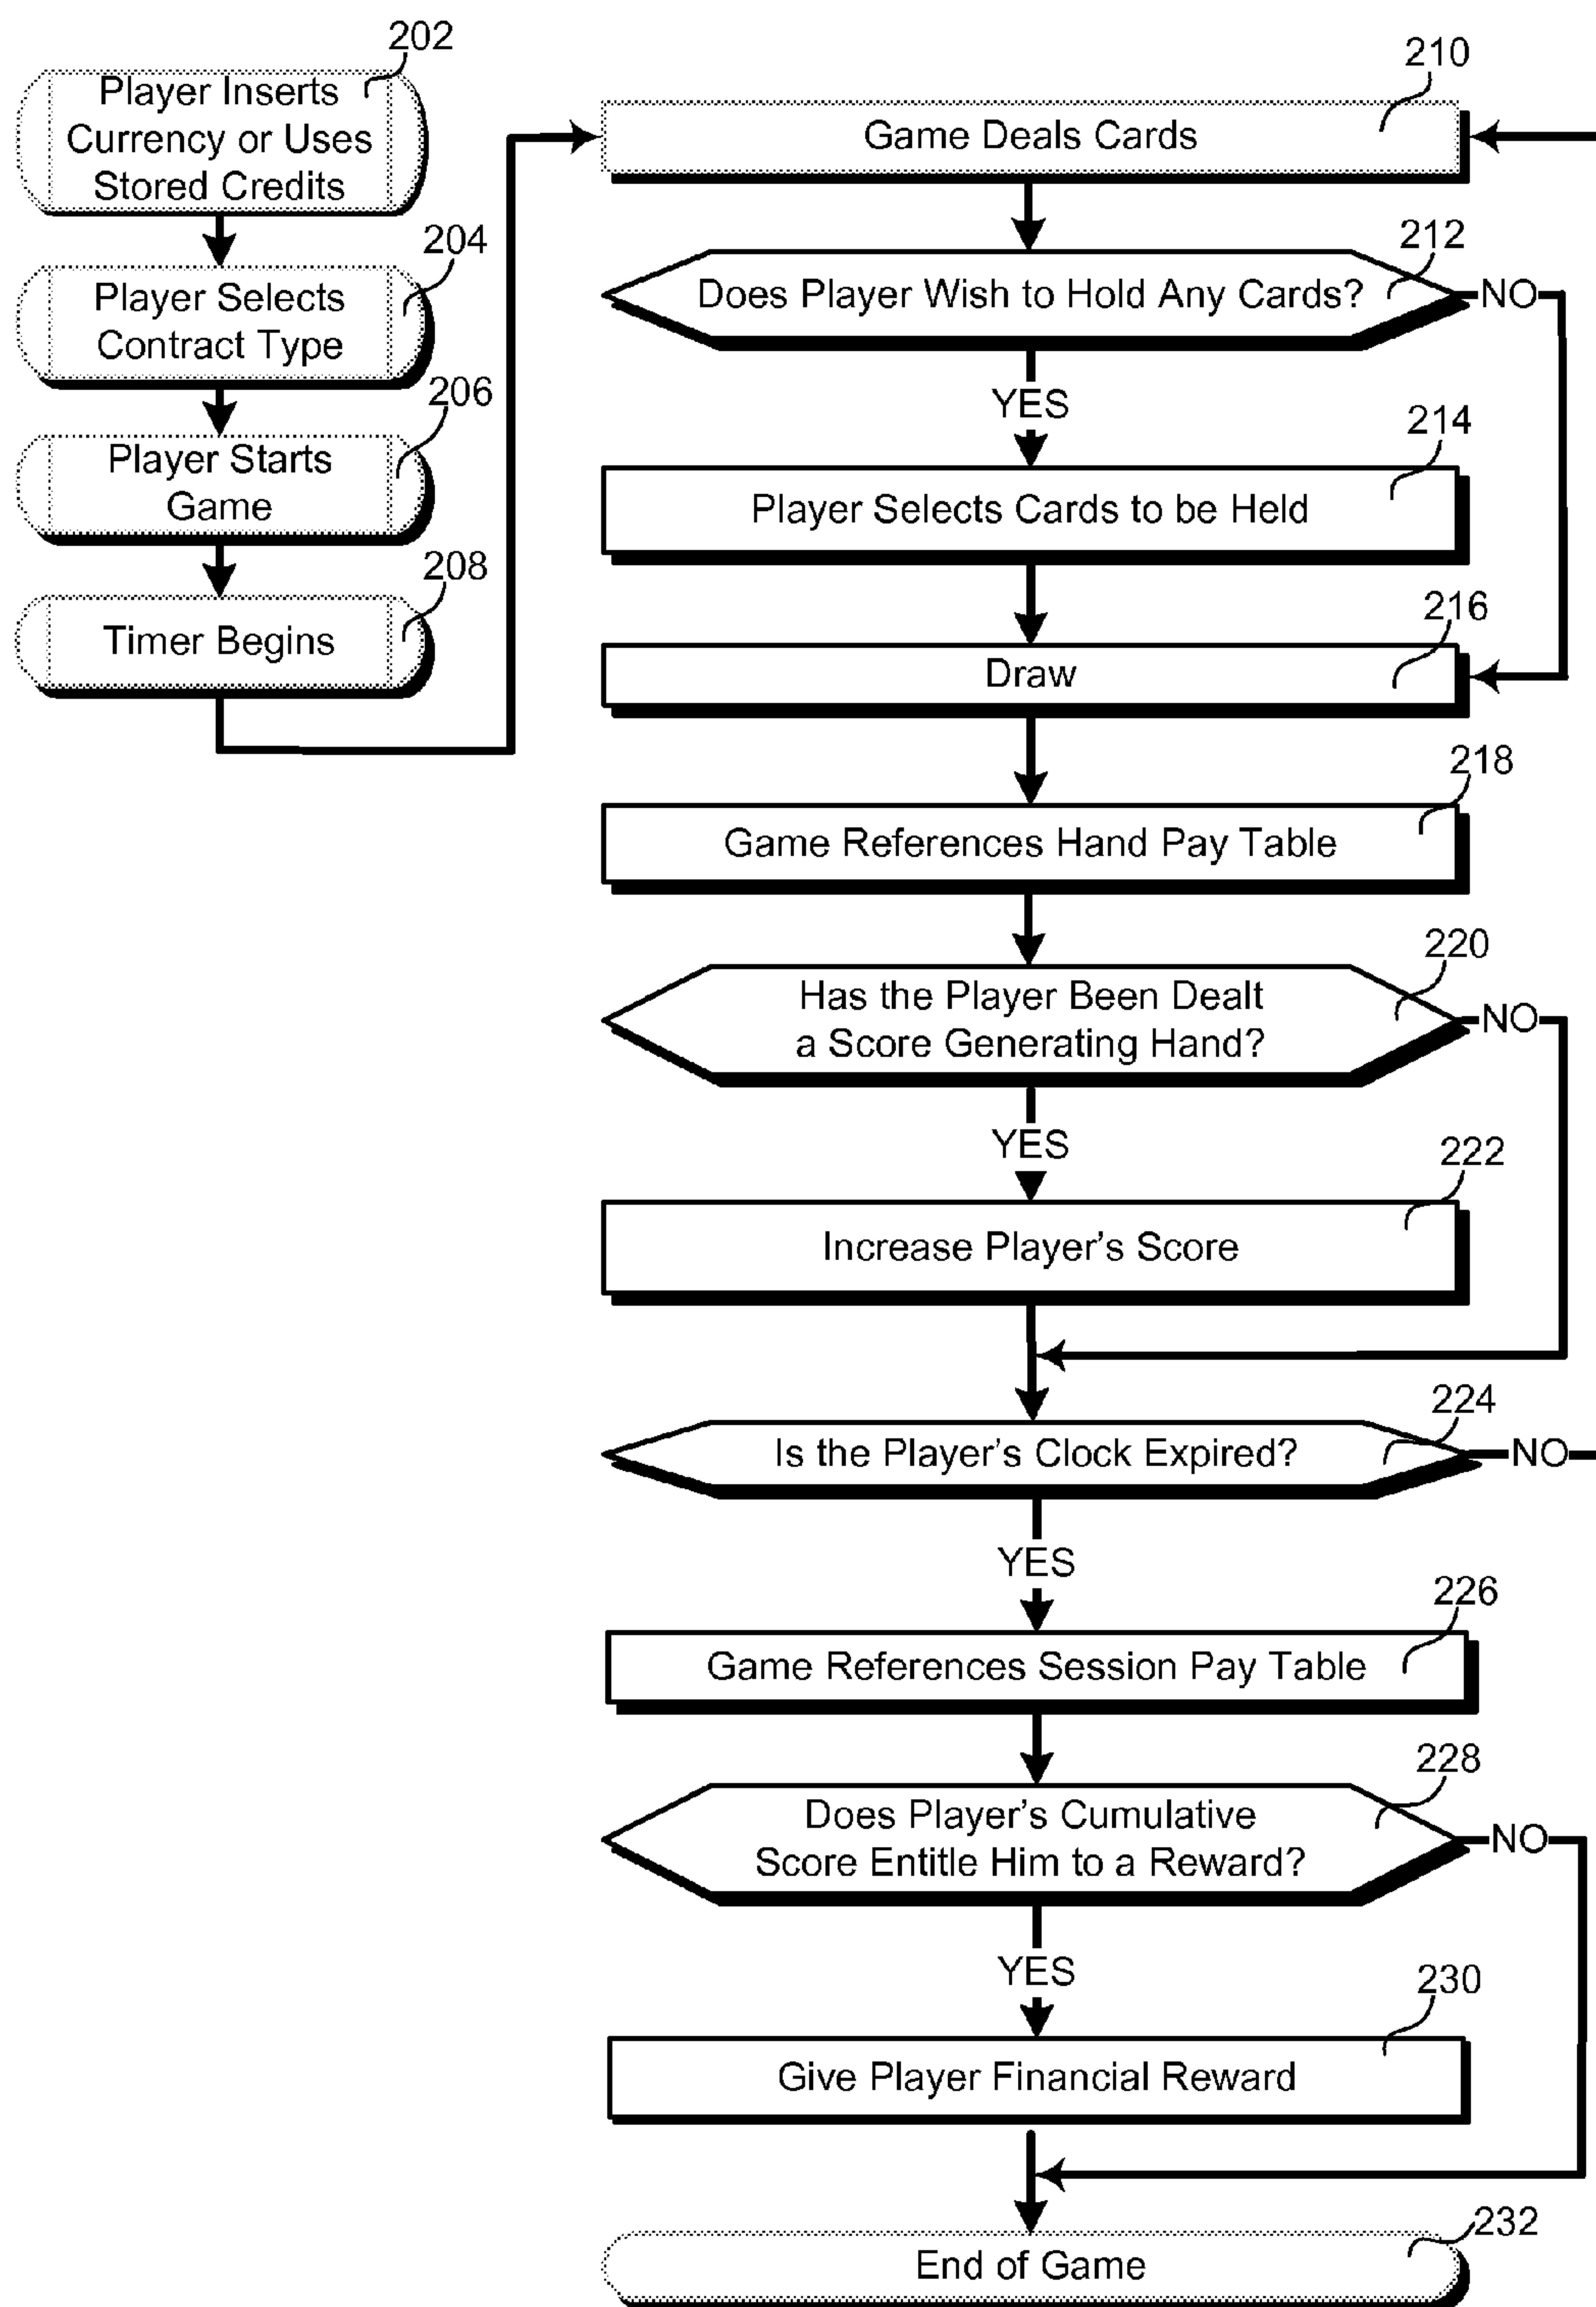 202
Player Inserts
Currency or Uses
Stored Credits
204
Player Selects
Contract Type
206
Player Starts
Game
208
Timer Begins
210
Game Deals Cards
212
Does Player Wish to Hold Any Cards?
NO
YES
214
Player Selects Cards to be Held
216
Draw
218
Game References Hand Pay Table
220
Has the Player Been Dealt
a Score Generating Hand?
NO
YES
222
Increase Player's Score
224
Is the Player's Clock Expired?
NO
YES
226
Game References Session Pay Table
228
Does Player's Cumulative
Score Entitle Him to a Reward?
NO
YES
230
Give Player Financial Reward
232
End of Game